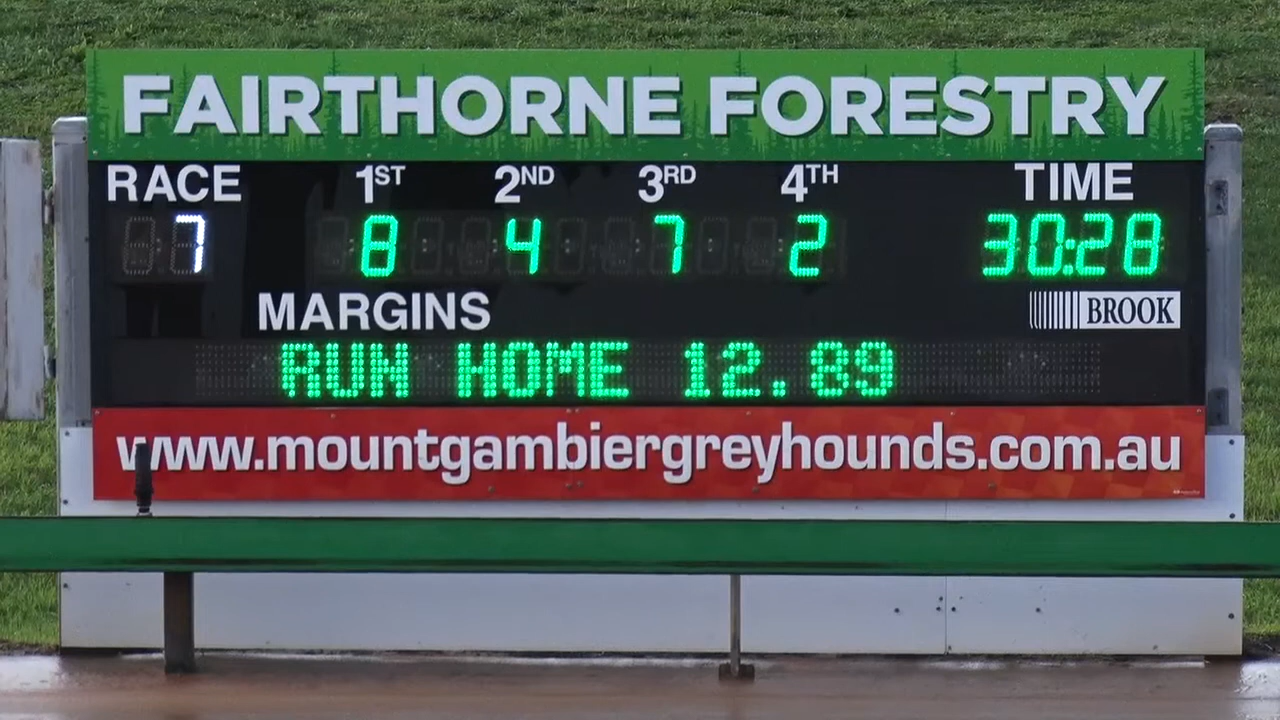 FAIRTHORNE FORESTRY
RACE 1ST 2ND 3RD 4TH TIME
7 8 4 7 2 30:28
MARGINS BROOK
RUN HOME 12.89
www.mountgambiergreyhounds.com.au